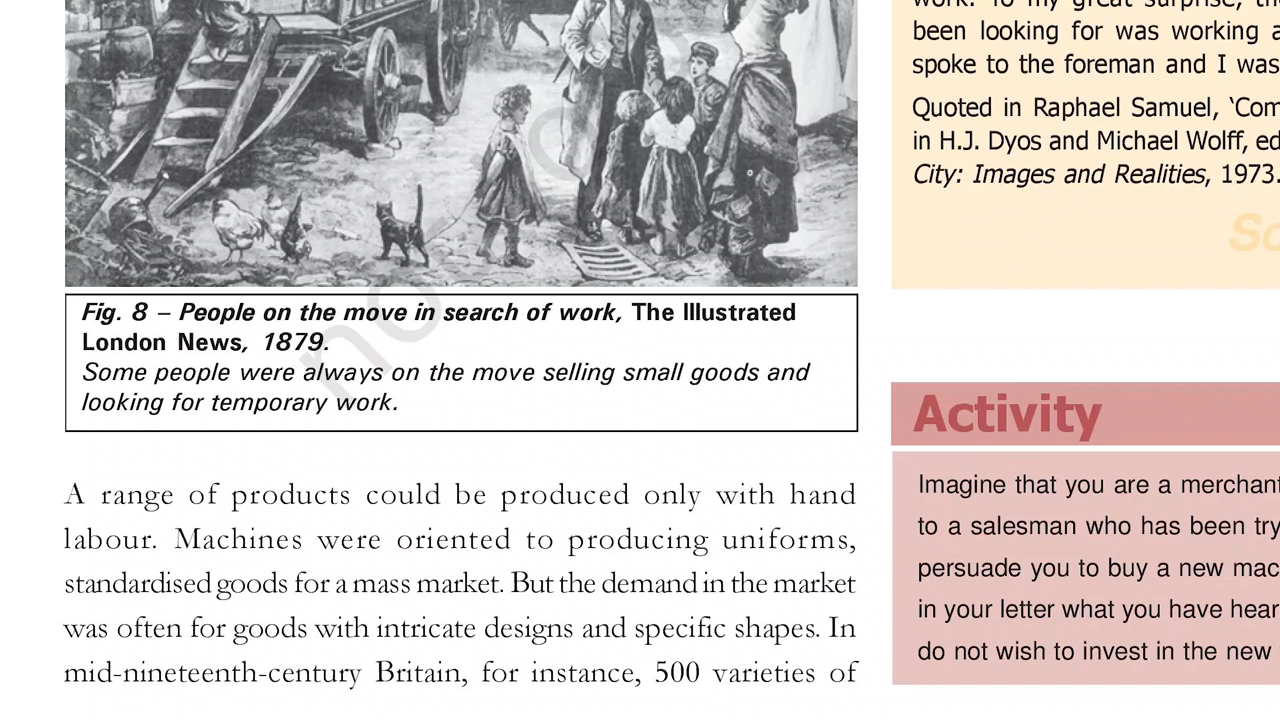 Fig. 8 – People on the move in search of work, The Illustrated
London News, 1879.
Some people were always on the move selling small goods and
looking for temporary work.
A range of products could be produced only with hand
labour. Machines were oriented to producing uniforms,
standardised goods for a mass market. But the demand in the market
was often for goods with intricate designs and specific shapes. In
mid-nineteenth-century Britain, for instance, 500 varieties of
work. To my great surprise,
been looking for was working
spoke to the foreman and I was
Quoted in Raphael Samuel, ‘
in H.J. Dyos and Michael Wolff,
City: Images and Realities, 1973.
Activity
Imagine that you are a merchant
to a salesman who has been
persuade you to buy a new
in your letter what you have
do not wish to invest in the new